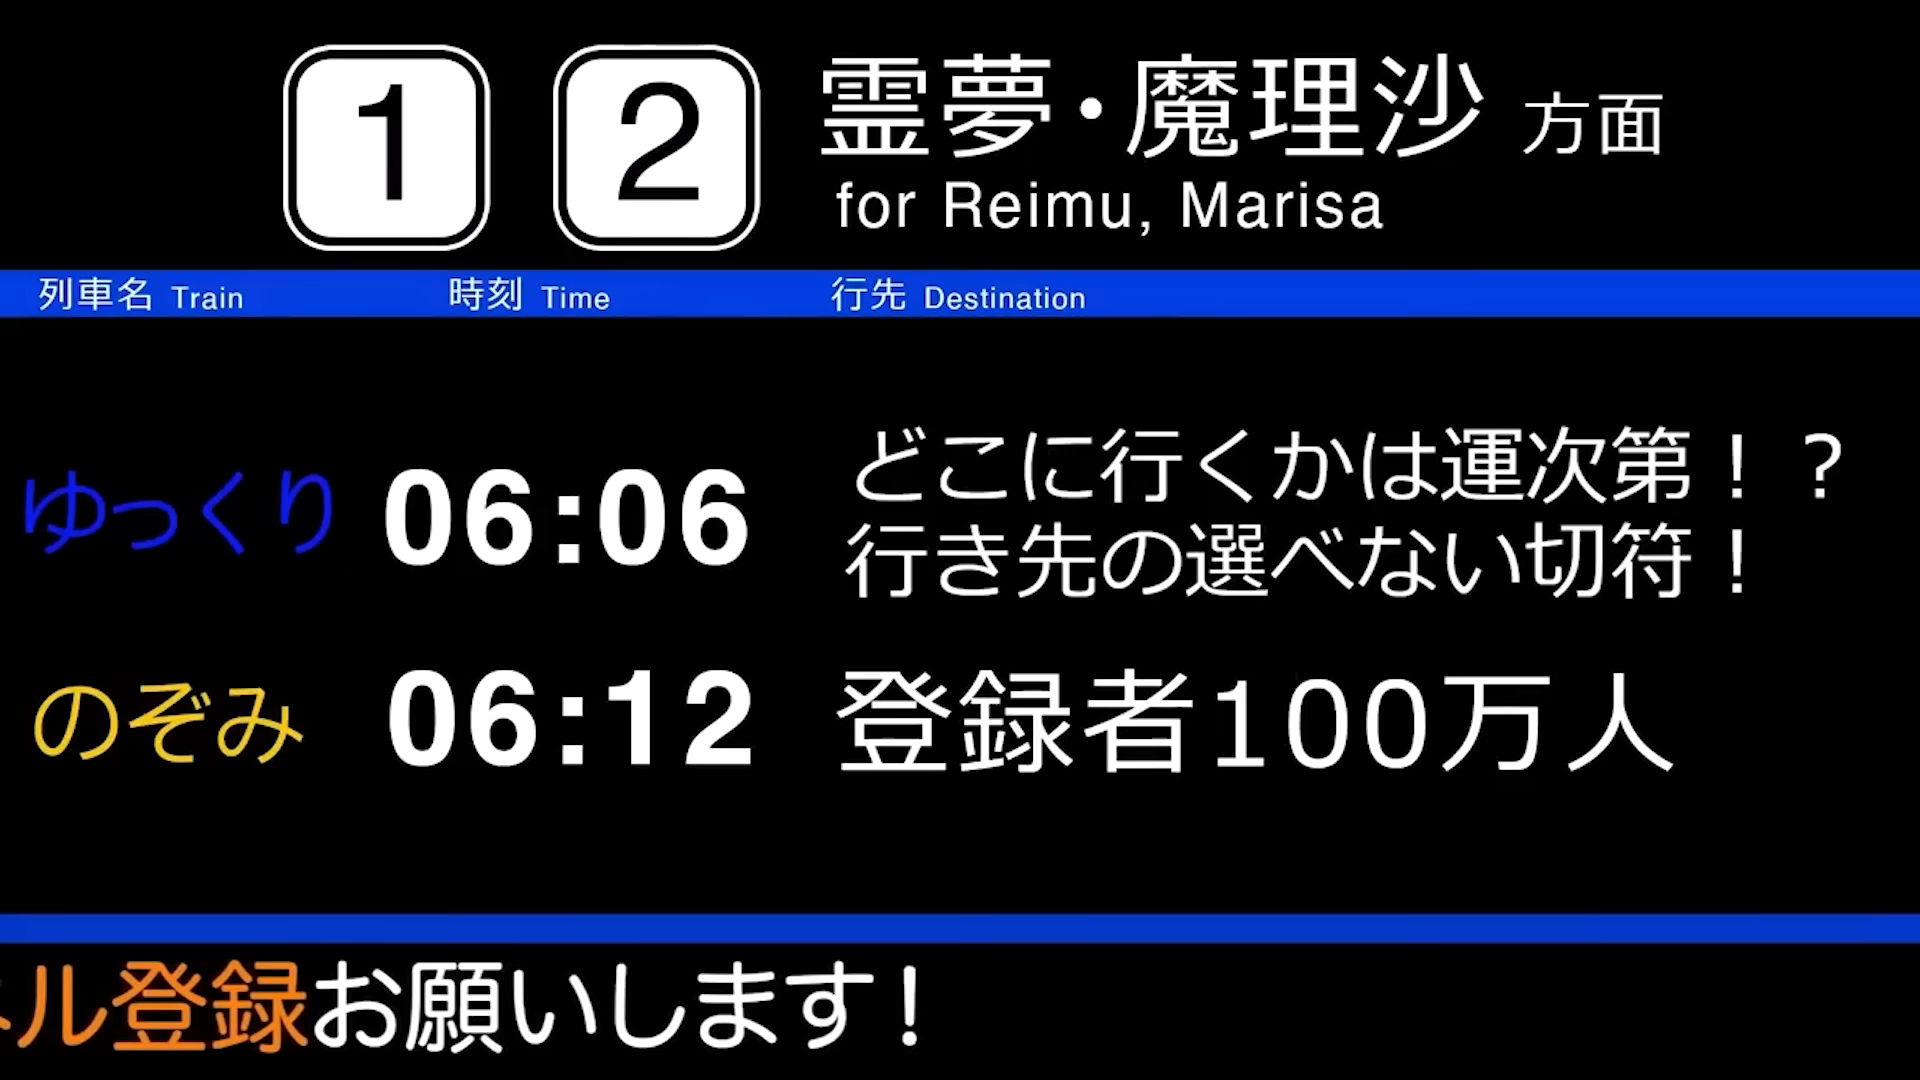 1 2 霊夢・魔理沙 方面
for Reimu, Marisa
列車名 Train 時刻 Time 行先 Destination
ゆっくり 06:06 どこに行くかは運次第！？
行き先の選べない切符！
のぞみ 06:12 登録者100万人
ネル登録お願いします！